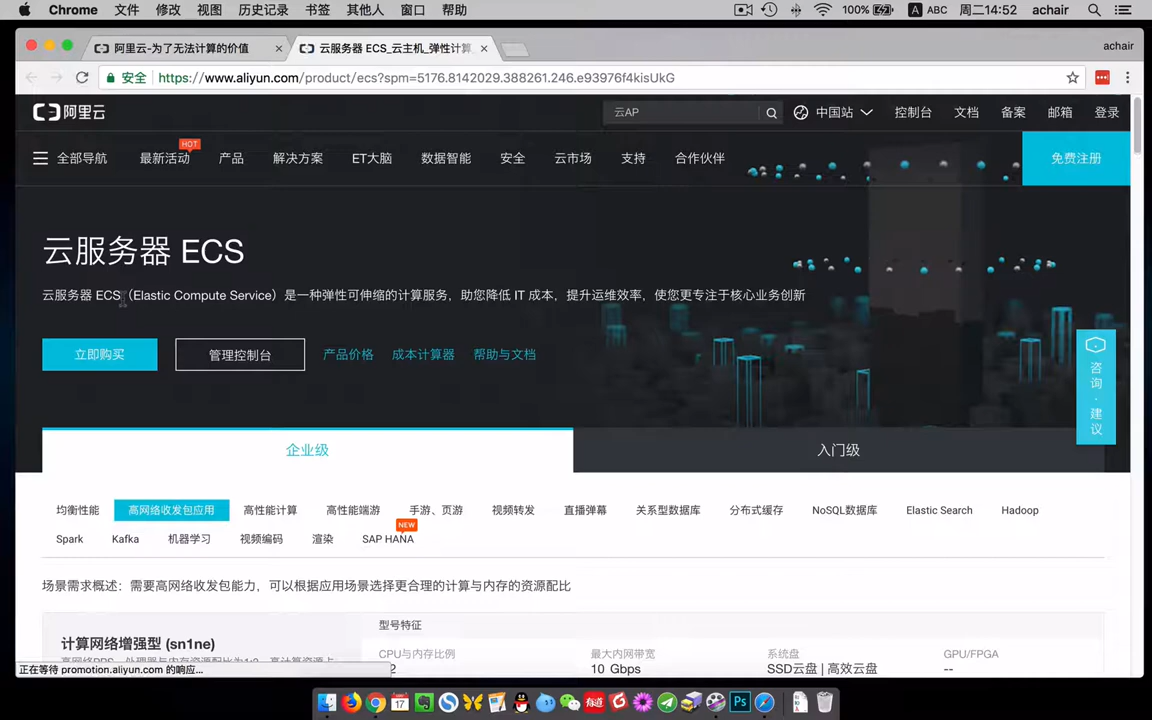 Chrome 文件 修改 视图 历史记录 书签 其他人 窗口 帮助 100% A ABC 周二14:52 achair
阿里云-为了无法计算的价值 × 云服务器 ECS_云主机_弹性计算 × achair
安全 https://www.aliyun.com/product/ecs?spm=5176.8142029.388261.246.e93976f4kisUkG
阿里云 云AP 中国站 控制台 文档 备案 邮箱 登录
HOT
全部导航 最新活动 产品 解决方案 ET大脑 数据智能 安全 云市场 支持 合作伙伴 免费注册
云服务器 ECS
云服务器 ECS（Elastic Compute Service）是一种弹性可伸缩的计算服务，助您降低 IT 成本，提升运维效率，使您更专注于核心业务创新
立即购买 管理控制台 产品价格 成本计算器 帮助与文档
咨询·建议
企业级 入门级
均衡性能 高网络收发包应用 高性能计算 高性能端游 手游、页游 视频转发 直播弹幕 关系型数据库 分布式缓存 NoSQL数据库 Elastic Search Hadoop
NEW
Spark Kafka 机器学习 视频编码 渲染 SAP HANA
场景需求概述：需要高网络收发包能力，可以根据应用场景选择更合理的计算与内存的资源配比
型号特征
计算网络增强型 (sn1ne)
CPU与内存比例 最大内网带宽 系统盘 GPU/FPGA
2 10 Gbps SSD云盘 | 高效云盘 --
正在等待 promotion.aliyun.com 的响应...
17
有道
Ps